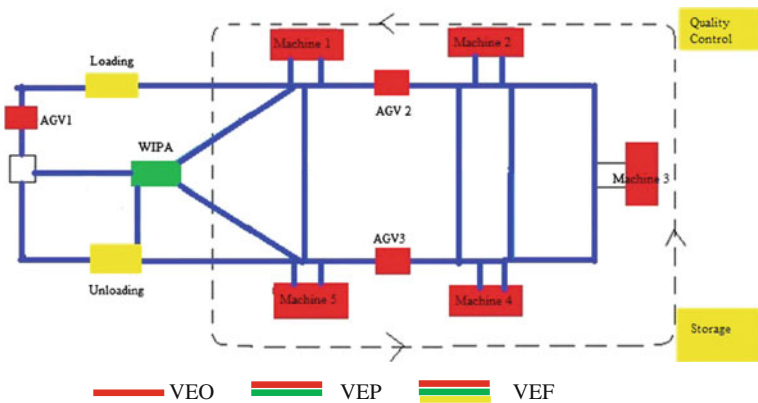 Machine 1
Machine 2
Quality
Control
Loading
AGV1
AGV 2
WIPA
Machine 3
AGV3
Unloading
Machine 5
Machine 4
Storage
VEO VEP VEF